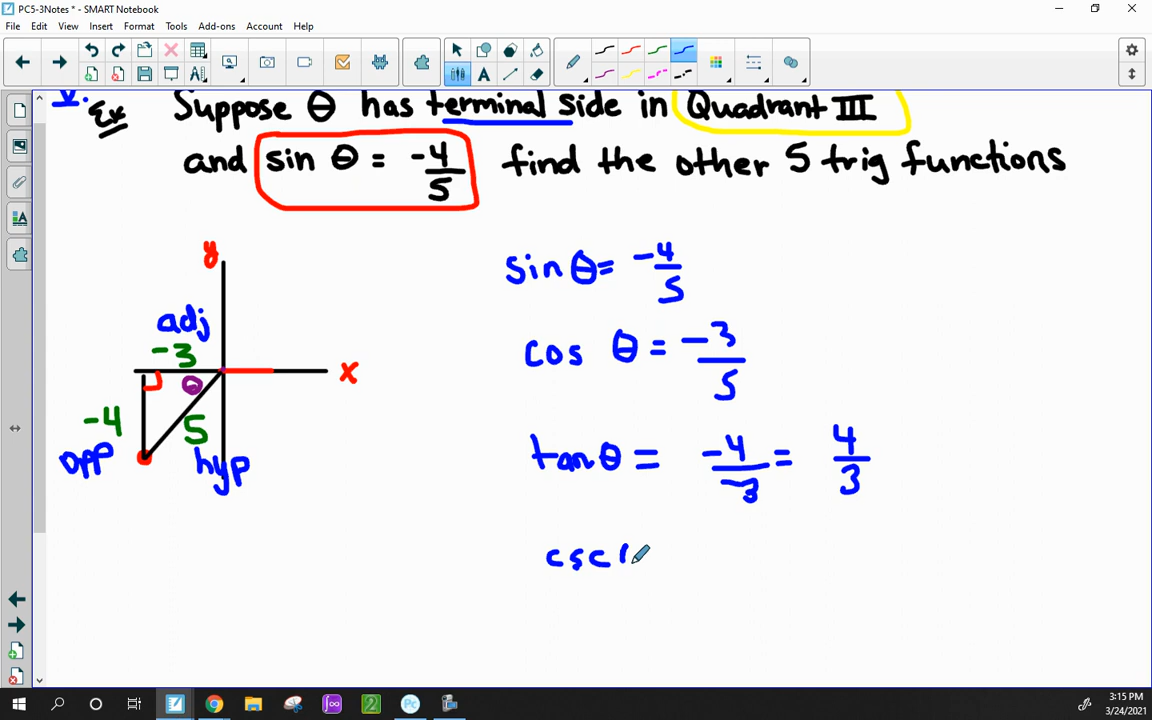 PC5-3Notes * - SMART Notebook
File Edit View Insert Format Tools Add-ons Account Help
V.
Ex Suppose θ has terminal side in Quadrant III
and sin θ = -4/5 find the other 5 trig functions
y
x
adj
-3
θ
-4
5
opp
hyp
sin θ = -4/5
cos θ = -3/5
tan θ = -4/-3 = 4/3
csc
3:15 PM
3/24/2021